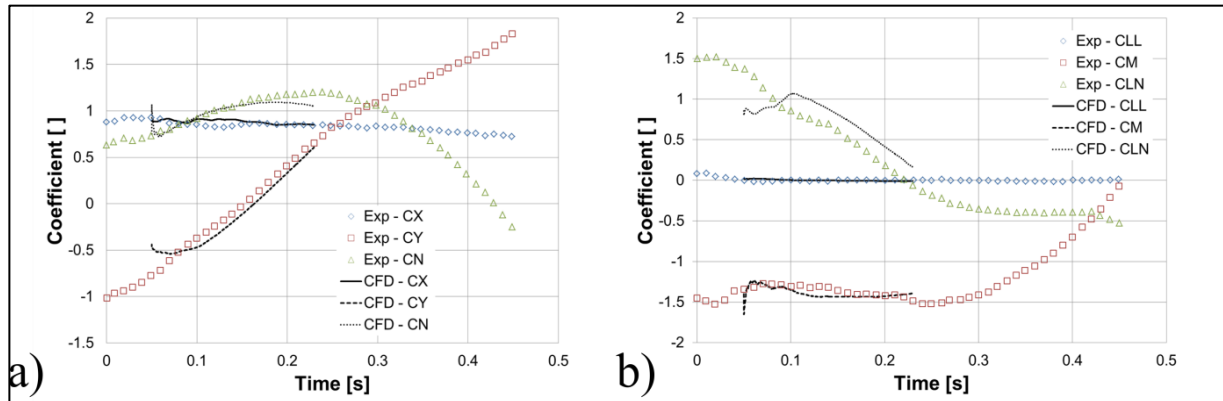 2
1.5
1
0.5
0
-0.5
-1
-1.5
Coefficient [ ]
Exp - CX
Exp - CY
Exp - CN
CFD - CX
CFD - CY
CFD - CN
0 0.1 0.2 0.3 0.4 0.5
Time [s]
a)
2
1.5
1
0.5
0
-0.5
-1
-1.5
-2
Coefficient [ ]
Exp - CLL
Exp - CM
Exp - CLN
CFD - CLL
CFD - CM
CFD - CLN
0 0.1 0.2 0.3 0.4 0.5
Time [s]
b)